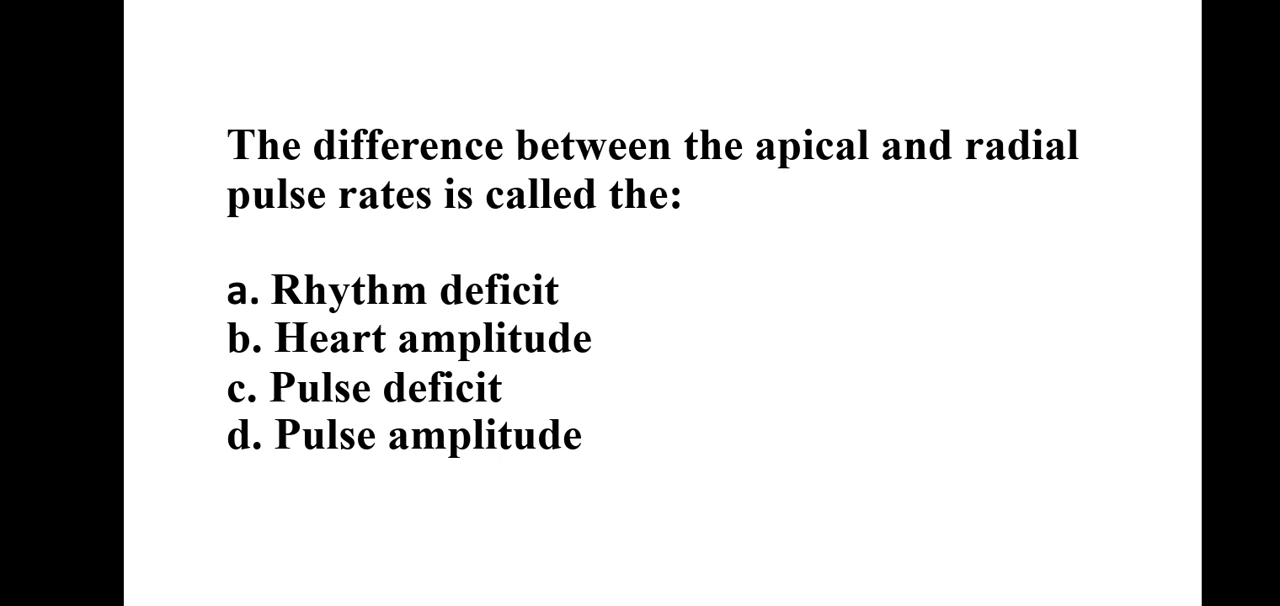 The difference between the apical and radial
pulse rates is called the:
a. Rhythm deficit
b. Heart amplitude
c. Pulse deficit
d. Pulse amplitude